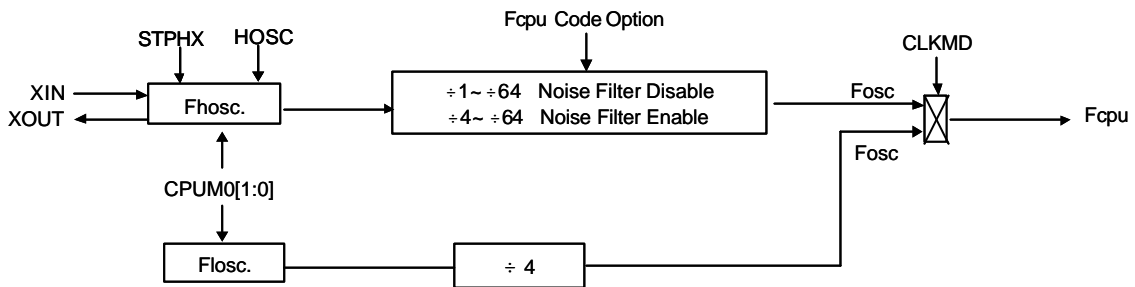 Fcpu Code Option
STPHX
HOSC
CLKMD
XIN
XOUT
Fhosc.
÷1~ ÷64 Noise Filter Disable
÷4~ ÷64 Noise Filter Enable
Fosc
Fcpu
Fosc
CPUM0[1:0]
Flosc.
÷ 4